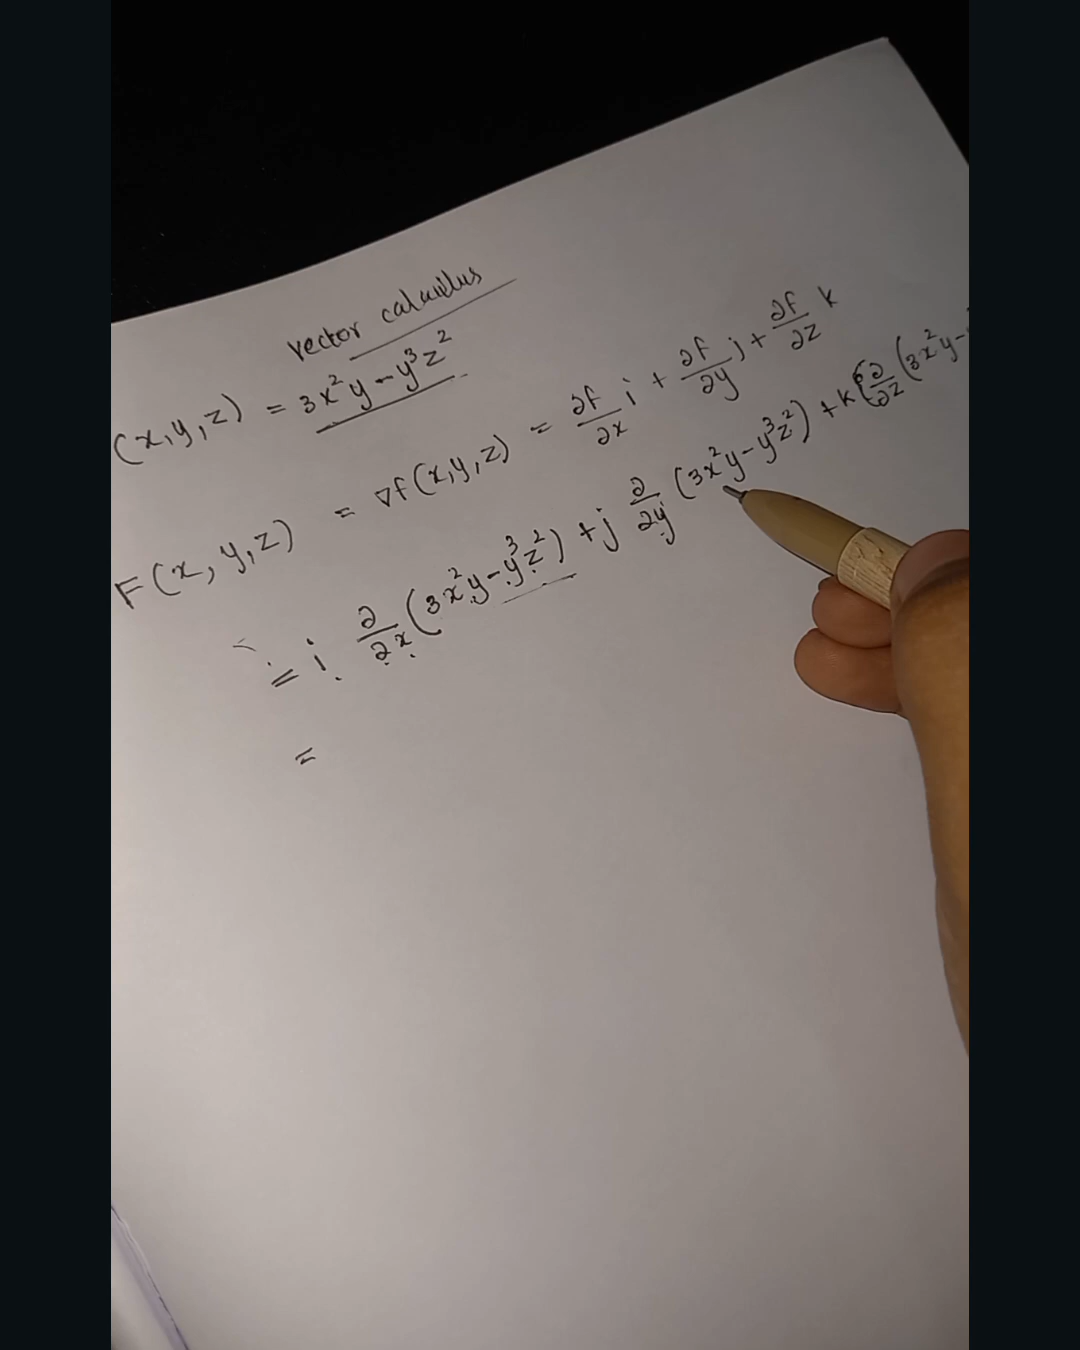 vector calculus
(x,y,z) = 3x²y-y³z²
F(x,y,z) = ∇f(x,y,z) = ∂f/∂x i + ∂f/∂y j + ∂f/∂z k
= i ∂/∂x (3x²y-y³z²) + j ∂/∂y (3x²y-y³z²) + k ∂/∂z (3x²y-
=